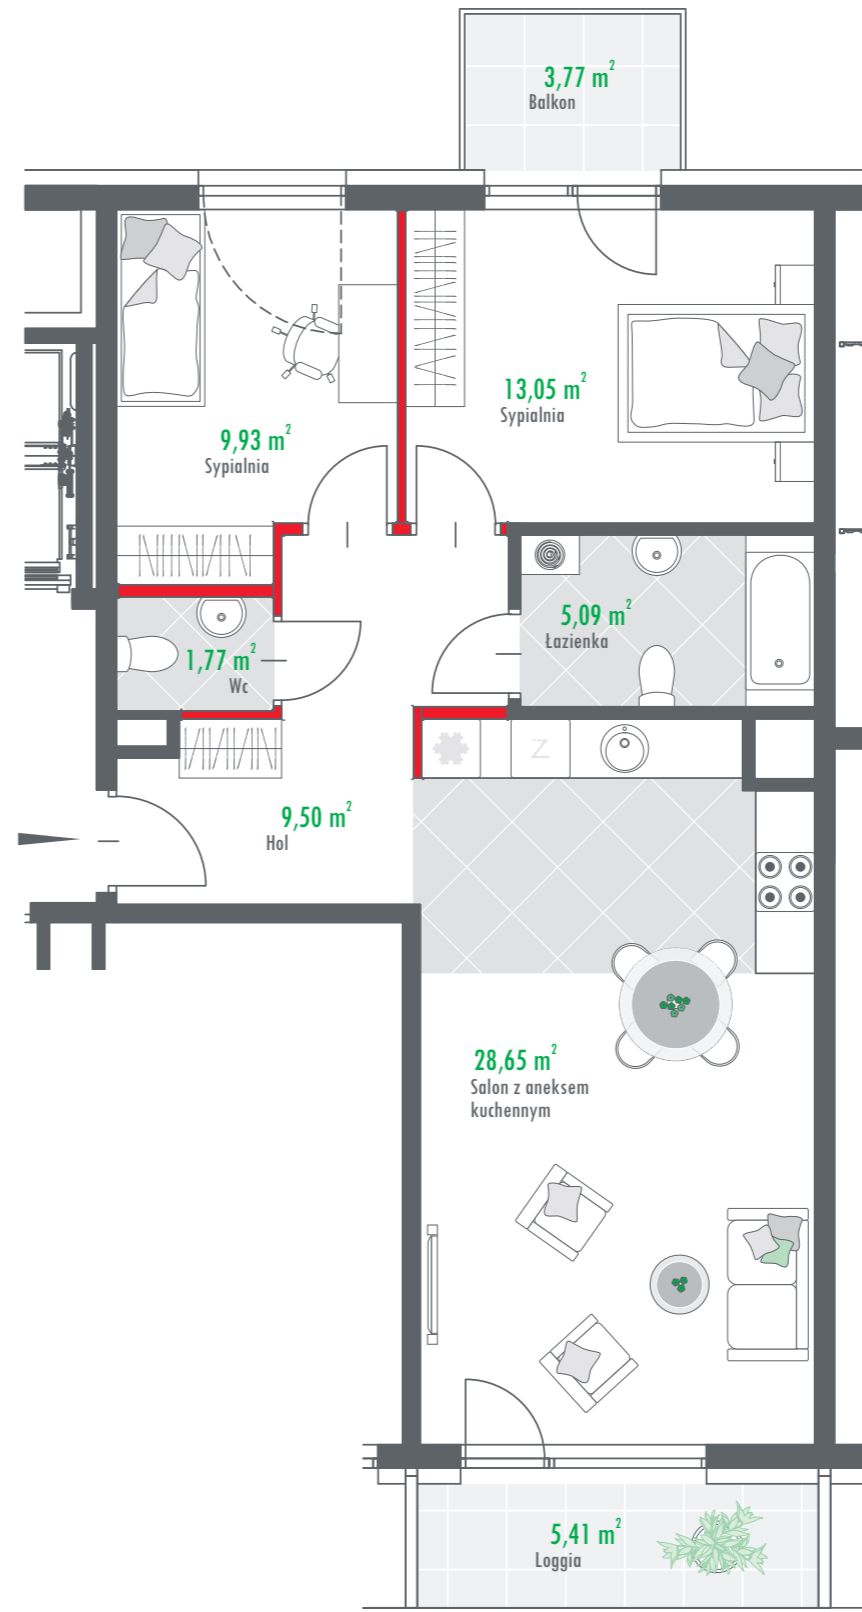 3,77 m²
Balkon
13,05 m²
Sypialnia
9,93 m²
Sypialnia
5,09 m²
Łazienka
1,77 m²
Wc
Z
9,50 m²
Hol
28,65 m²
Salon z aneksem
kuchennym
5,41 m²
Loggia